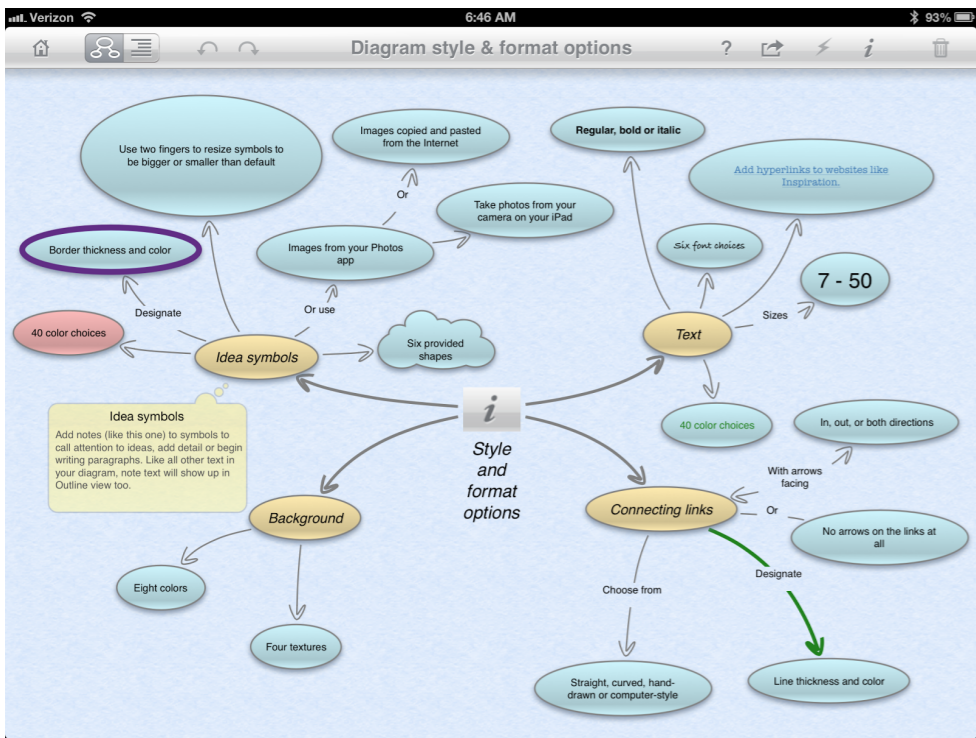 Verizon
6:46 AM
93%
Diagram style & format options
?
i
Use two fingers to resize symbols to
be bigger or smaller than default
Images copied and pasted
from the Internet
Or
Take photos from your
camera on your iPad
Images from your Photos
app
Or use
Border thickness and color
Designate
40 color choices
Idea symbols
Six provided
shapes
Idea symbols
Add notes (like this one) to symbols to
call attention to ideas, add detail or begin
writing paragraphs. Like all other text in
your diagram, note text will show up in
Outline view too.
Regular, bold or italic
Add hyperlinks to websites like
Inspiration.
Six font choices
7 - 50
Sizes
Text
40 color choices
i
Style
and
format
options
Background
Eight colors
Four textures
Connecting links
In, out, or both directions
With arrows
facing
Or
No arrows on the links at
all
Designate
Choose from
Straight, curved, hand-
drawn or computer-style
Line thickness and color